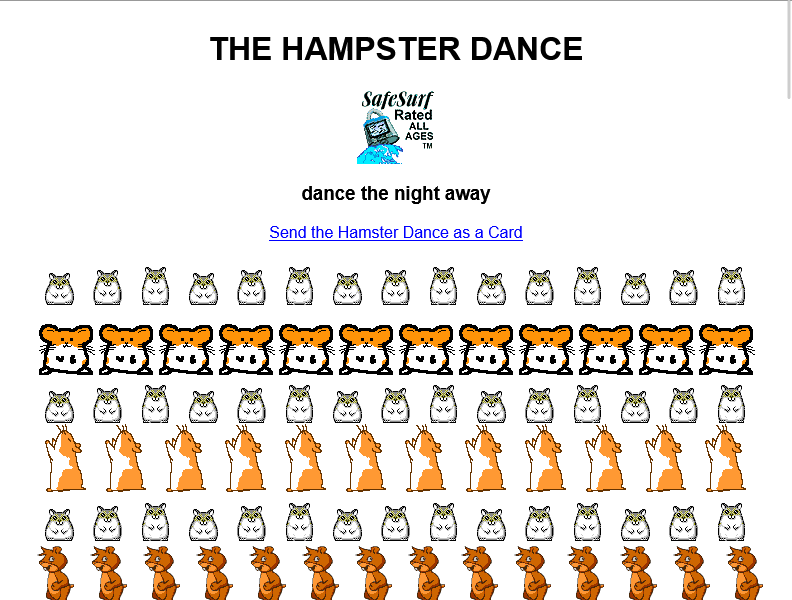 THE HAMPSTER DANCE
SafeSurf
Rated
ALL
AGES
TM
dance the night away
Send the Hamster Dance as a Card